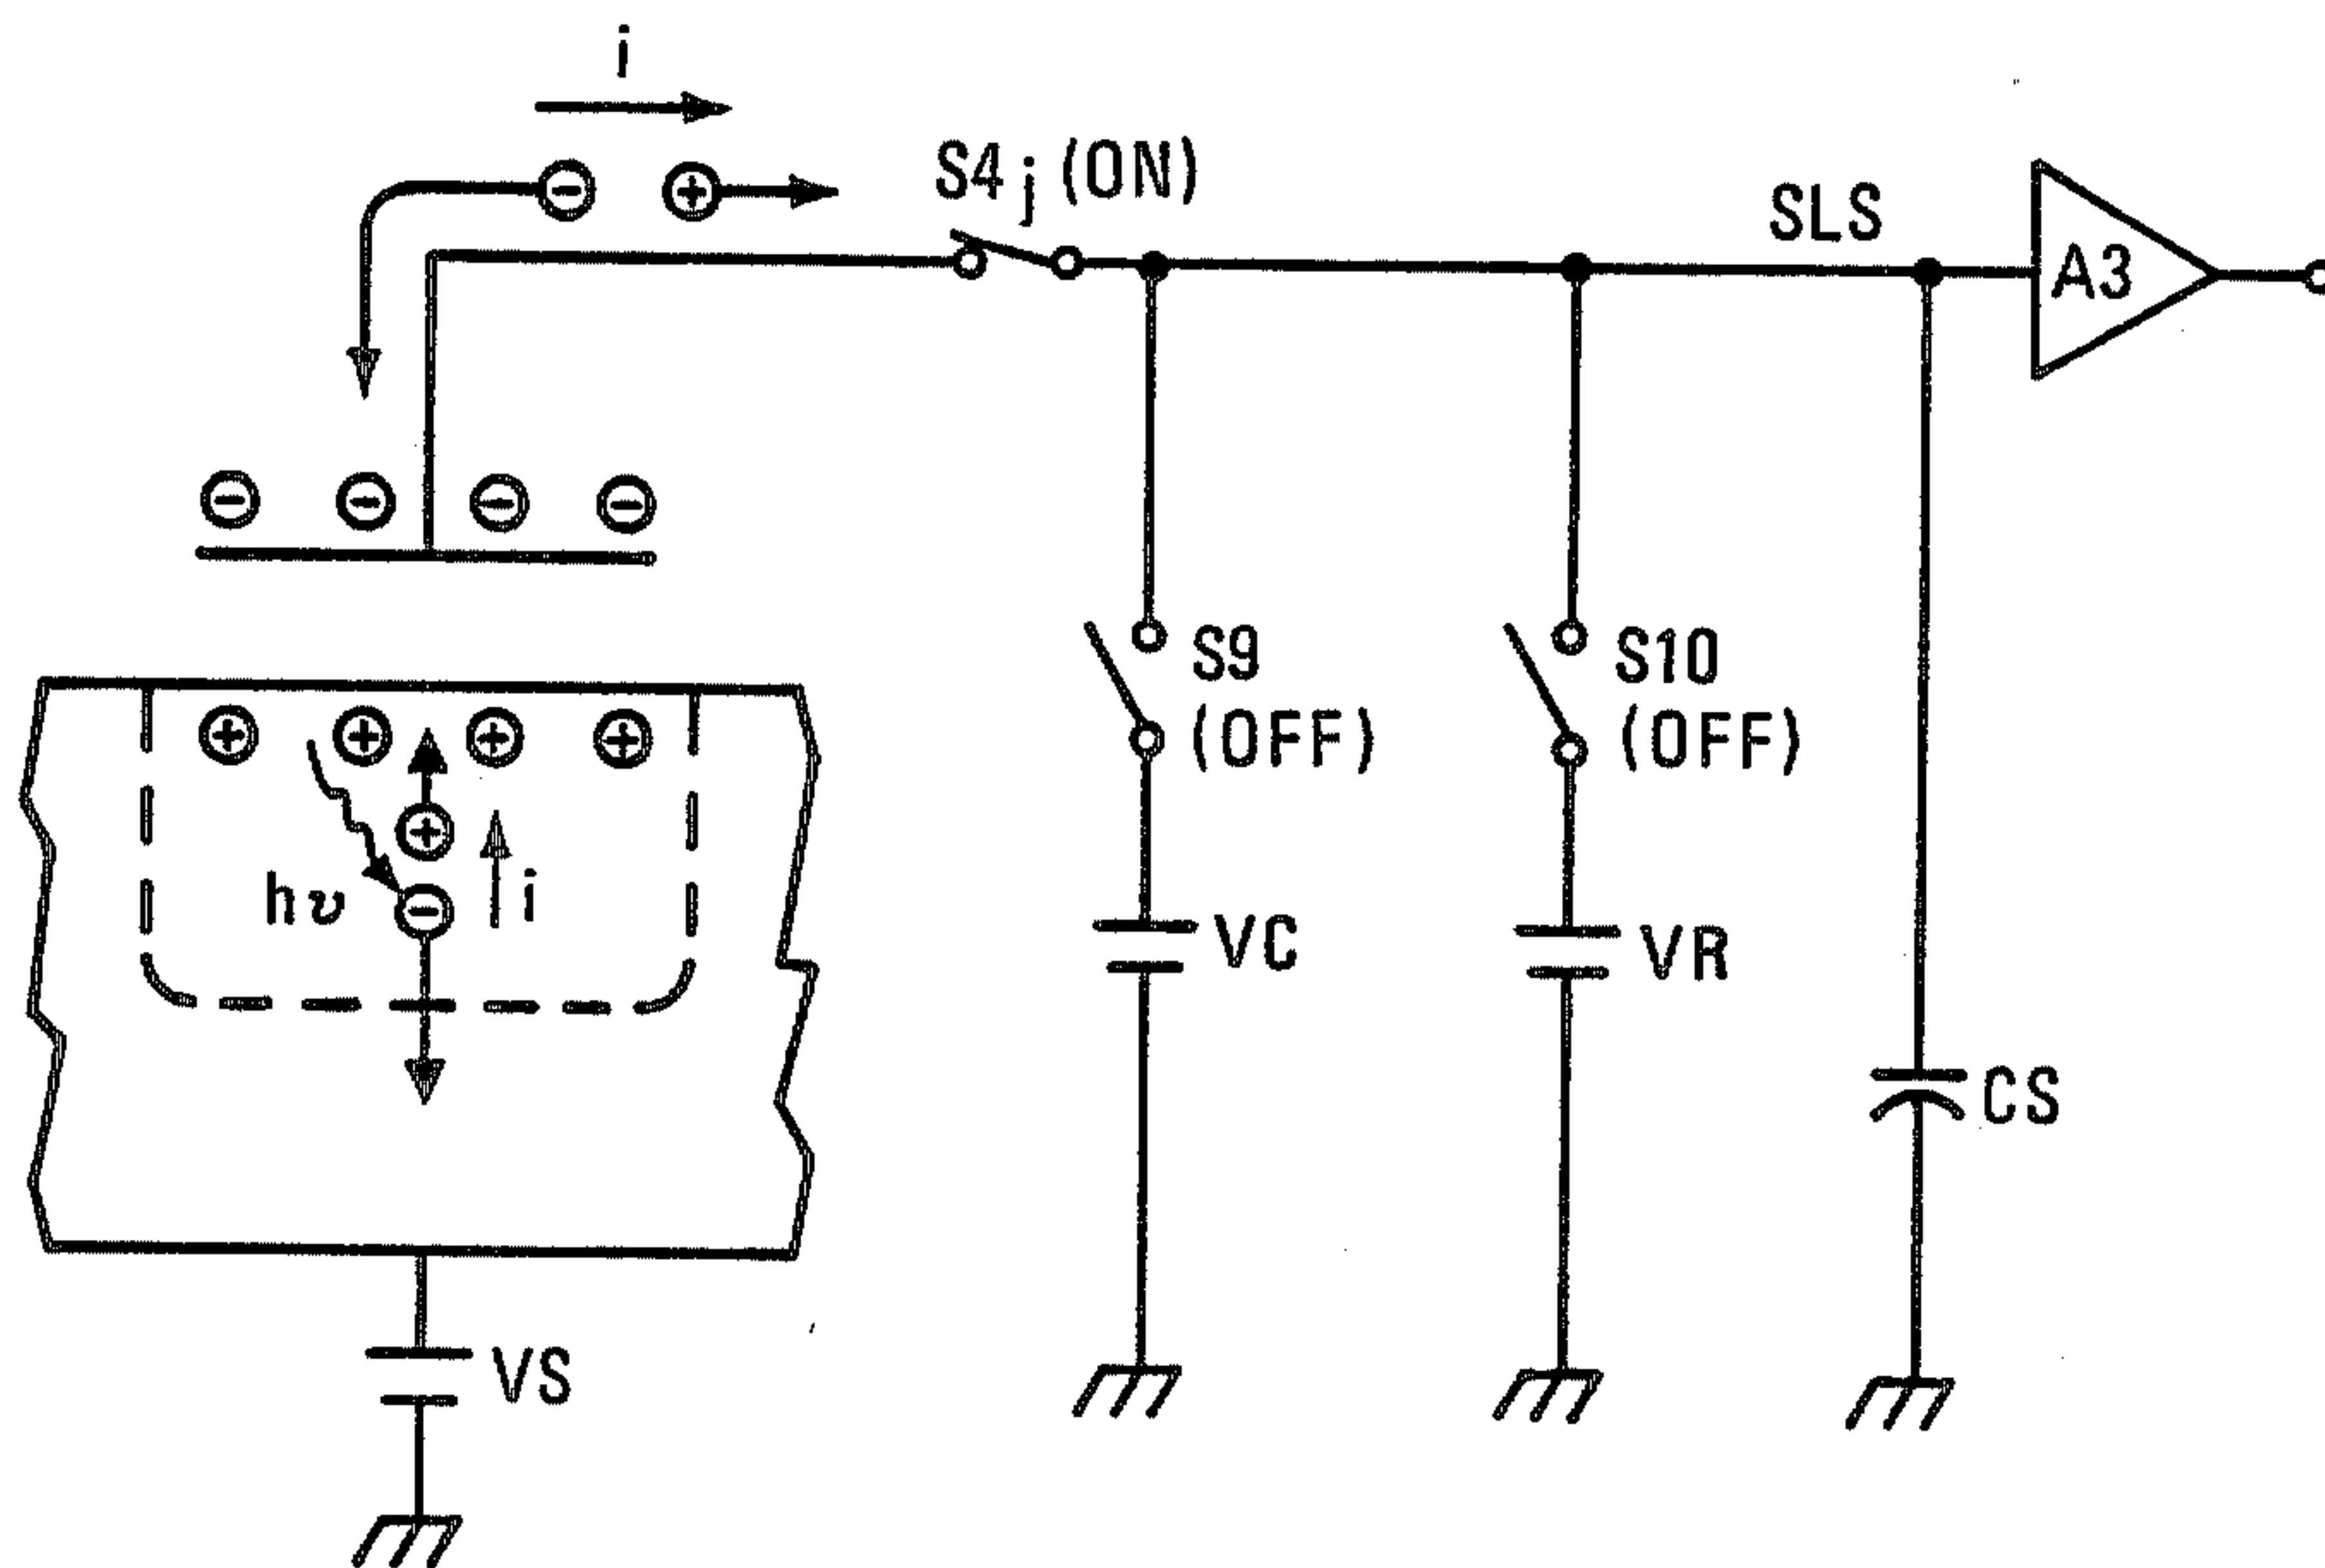 i
S4j (ON)
SLS
A3
S9
(OFF)
S10
(OFF)
hυ
i
VC
VR
CS
VS